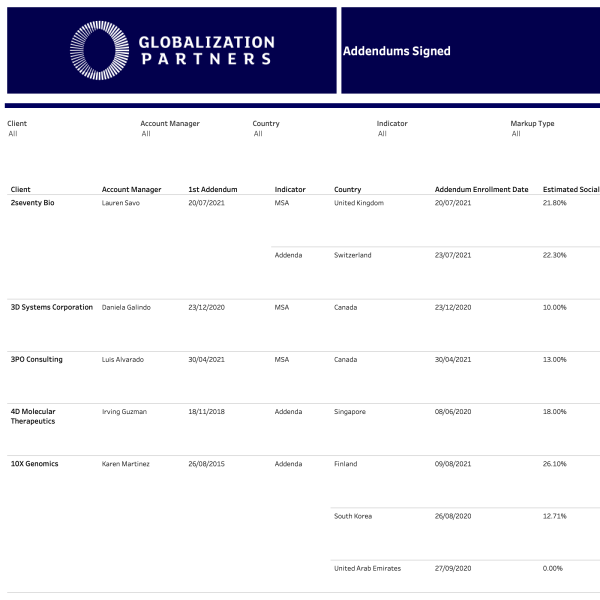 GLOBALIZATION
PARTNERS
Addendums Signed
Client Account Manager Country Indicator Markup Type
All All All All All
Client Account Manager 1st Addendum Indicator Country Addendum Enrollment Date Estimated Social
2seventy Bio Lauren Savo 20/07/2021 MSA United Kingdom 20/07/2021 21.80%
Addenda Switzerland 23/07/2021 22.30%
3D Systems Corporation Daniela Galindo 23/12/2020 MSA Canada 23/12/2020 10.00%
3PO Consulting Luis Alvarado 30/04/2021 MSA Canada 30/04/2021 13.00%
4D Molecular Irving Guzman 18/11/2018 Addenda Singapore 08/06/2020 18.00%
Therapeutics
10X Genomics Karen Martinez 26/08/2015 Addenda Finland 09/08/2021 26.10%
South Korea 26/08/2020 12.71%
United Arab Emirates 27/09/2020 0.00%